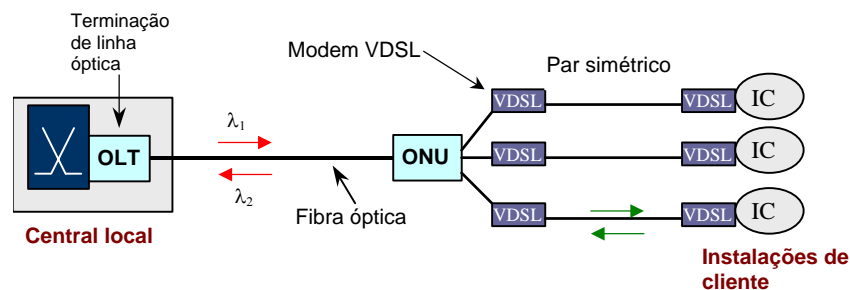 Terminação
de linha
óptica
Modem VDSL
Par simétrico
VDSL
VDSL
IC
λ1
OLT
ONU
VDSL
VDSL
IC
λ2
Fibra óptica
VDSL
VDSL
IC
Central local
Instalações de
cliente